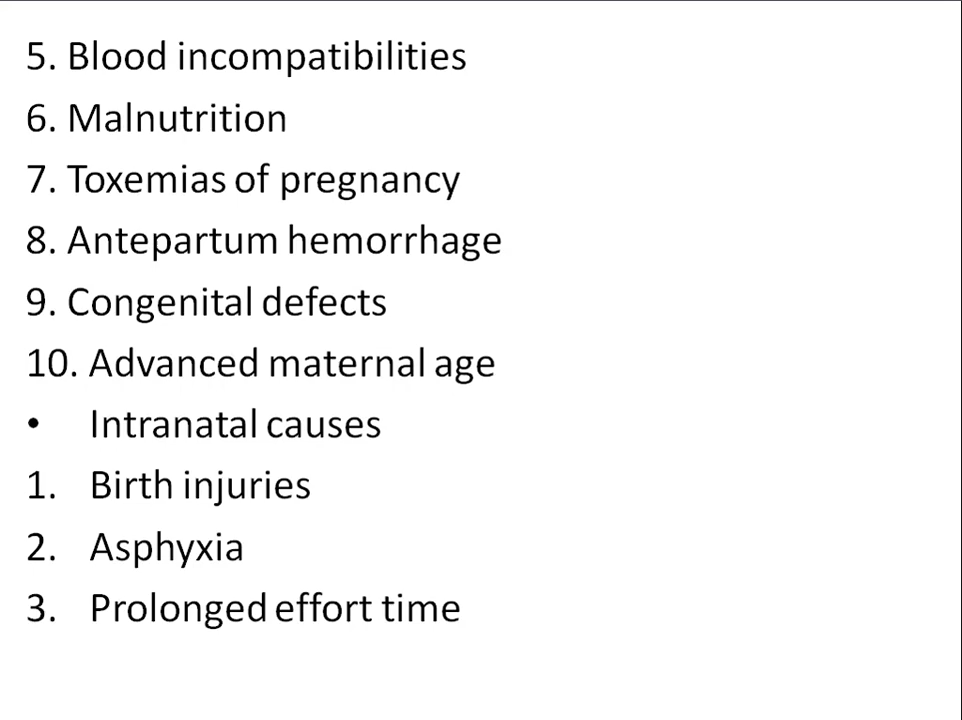 5. Blood incompatibilities
6. Malnutrition
7. Toxemias of pregnancy
8. Antepartum hemorrhage
9. Congenital defects
10. Advanced maternal age
• Intranatal causes
1. Birth injuries
2. Asphyxia
3. Prolonged effort time